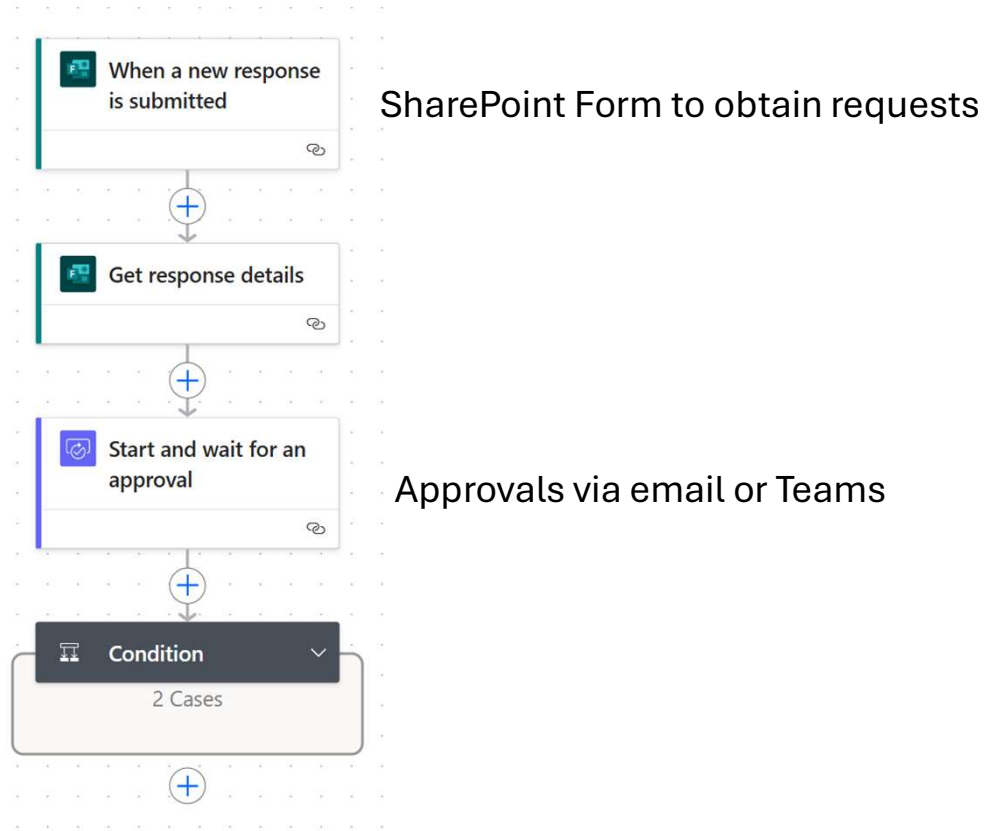 When a new response
is submitted
SharePoint Form to obtain requests
Get response details
Start and wait for an
approval
Approvals via email or Teams
Condition
2 Cases